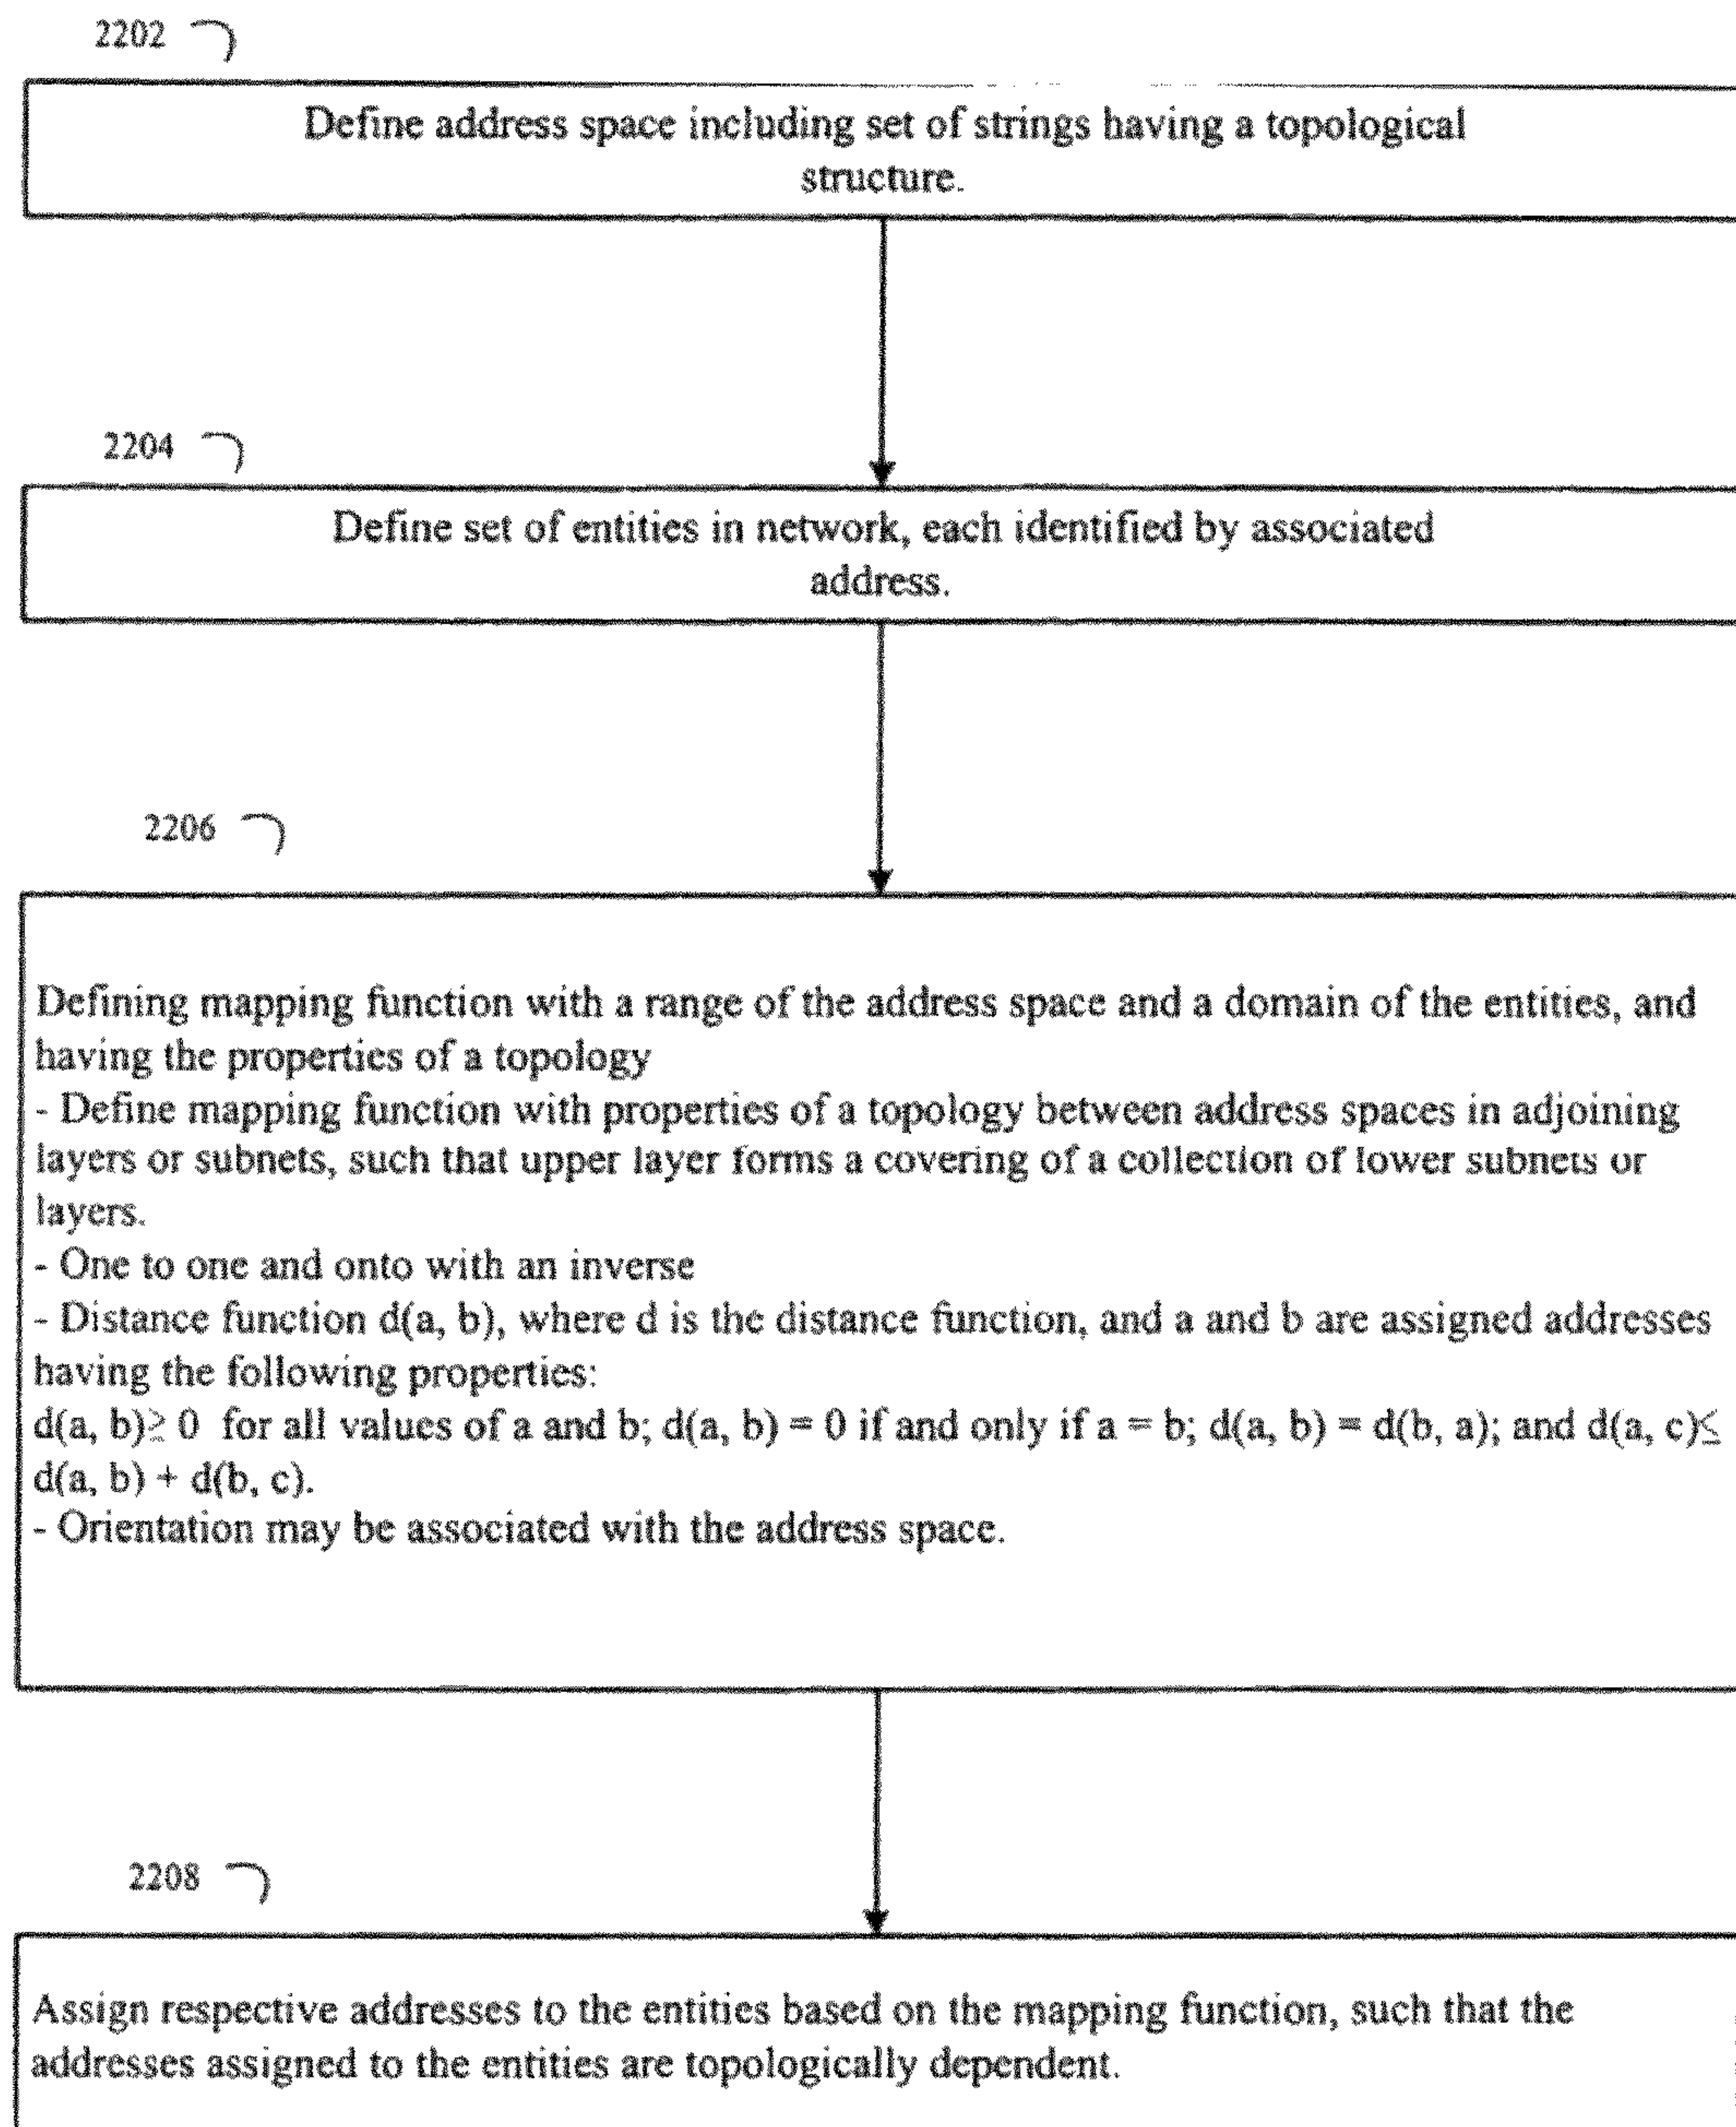 2202
Define address space including set of strings having a topological
structure.
2204
Define set of entities in network, each identified by associated
address.
2206
Defining mapping function with a range of the address space and a domain of the entities, and
having the properties of a topology
- Define mapping function with properties of a topology between address spaces in adjoining
layers or subnets, such that upper layer forms a covering of a collection of lower subnets or
layers.
- One to one and onto with an inverse
- Distance function d(a, b), where d is the distance function, and a and b are assigned addresses
having the following properties:
d(a, b)≥ 0 for all values of a and b; d(a, b) = 0 if and only if a = b; d(a, b) = d(b, a); and d(a, c)≤
d(a, b) + d(b, c).
- Orientation may be associated with the address space.
2208
Assign respective addresses to the entities based on the mapping function, such that the
addresses assigned to the entities are topologically dependent.